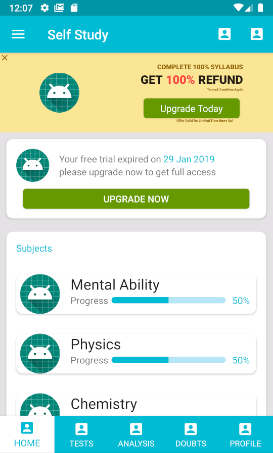 12:07
Self Study
COMPLETE 100% SYLLABUS
GET 100% REFUND
*Terms & Condition Apply
Upgrade Today
Your free trial expired on 29 Jan 2019
please upgrade now to get full access
UPGRADE NOW
Subjects
Mental Ability
Progress 50%
Physics
Progress 50%
Chemistry
HOME TESTS ANALYSIS DOUBTS PROFILE